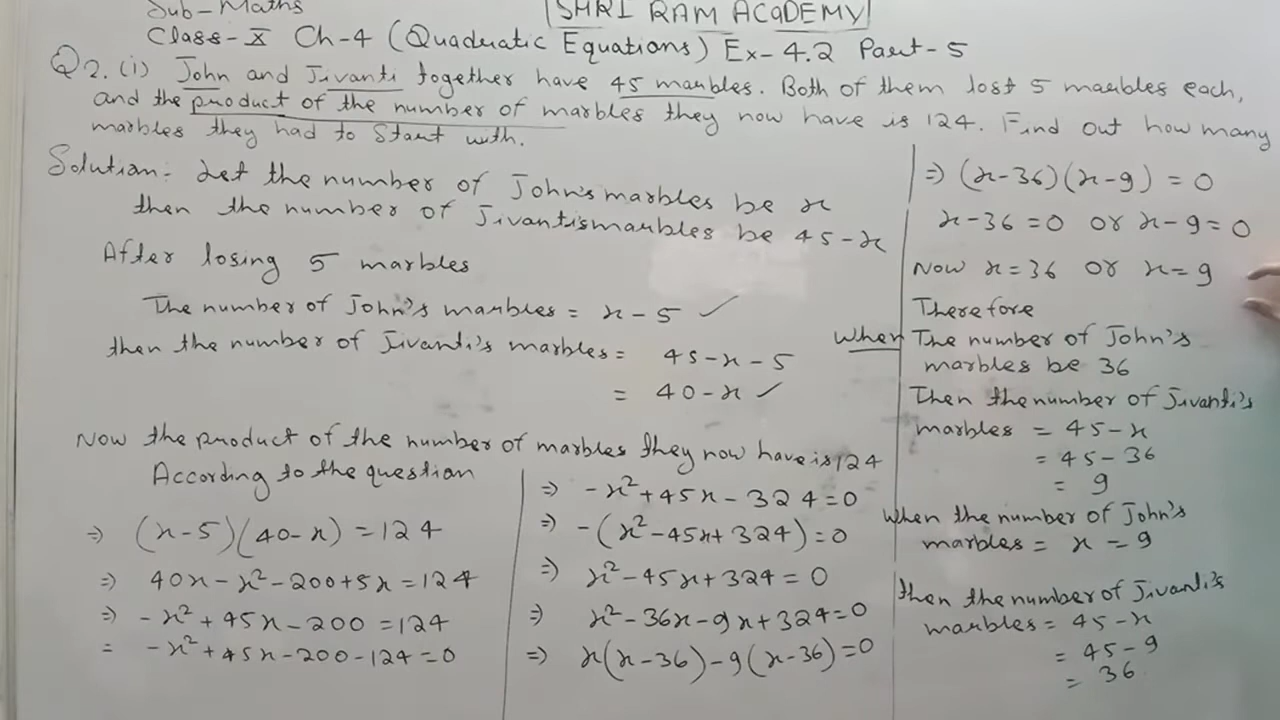 Sub-Maths
SHRI RAM ACADEMY
Class-X Ch-4 (Quadratic Equations) Ex-4.2 Part-5
Q2.(i) John and Jivanti together have 45 marbles. Both of them lost 5 marbles each,
and the product of the number of marbles they now have is 124. Find out how many
marbles they had to start with.
Solution:- Let the number of John's marbles be x
then the number of Jivantis marbles be 45-x
After losing 5 marbles
The number of John's marbles = x-5 ✓
then the number of Jivanti's marbles = 45-x-5
= 40-x ✓
Now the product of the number of marbles they now have is 124
According to the question
⇒ (x-5)(40-x) = 124
⇒ 40x-x²-200+5x = 124
⇒ -x²+45x-200 = 124
= -x²+45x-200-124=0
⇒ -x²+45x-324=0
⇒ -(x²-45x+324)=0
⇒ x²-45x+324=0
⇒ x²-36x-9x+324=0
⇒ x(x-36)-9(x-36)=0
⇒ (x-36)(x-9)=0
x-36=0 or x-9=0
Now x=36 or x=9
Therefore
When The number of John's
marbles be 36
Then the number of Jivanti's
marbles = 45-x
= 45-36
= 9
When the number of John's
marbles = x = 9
then the number of Jivanti's
marbles = 45-x
= 45-9
= 36